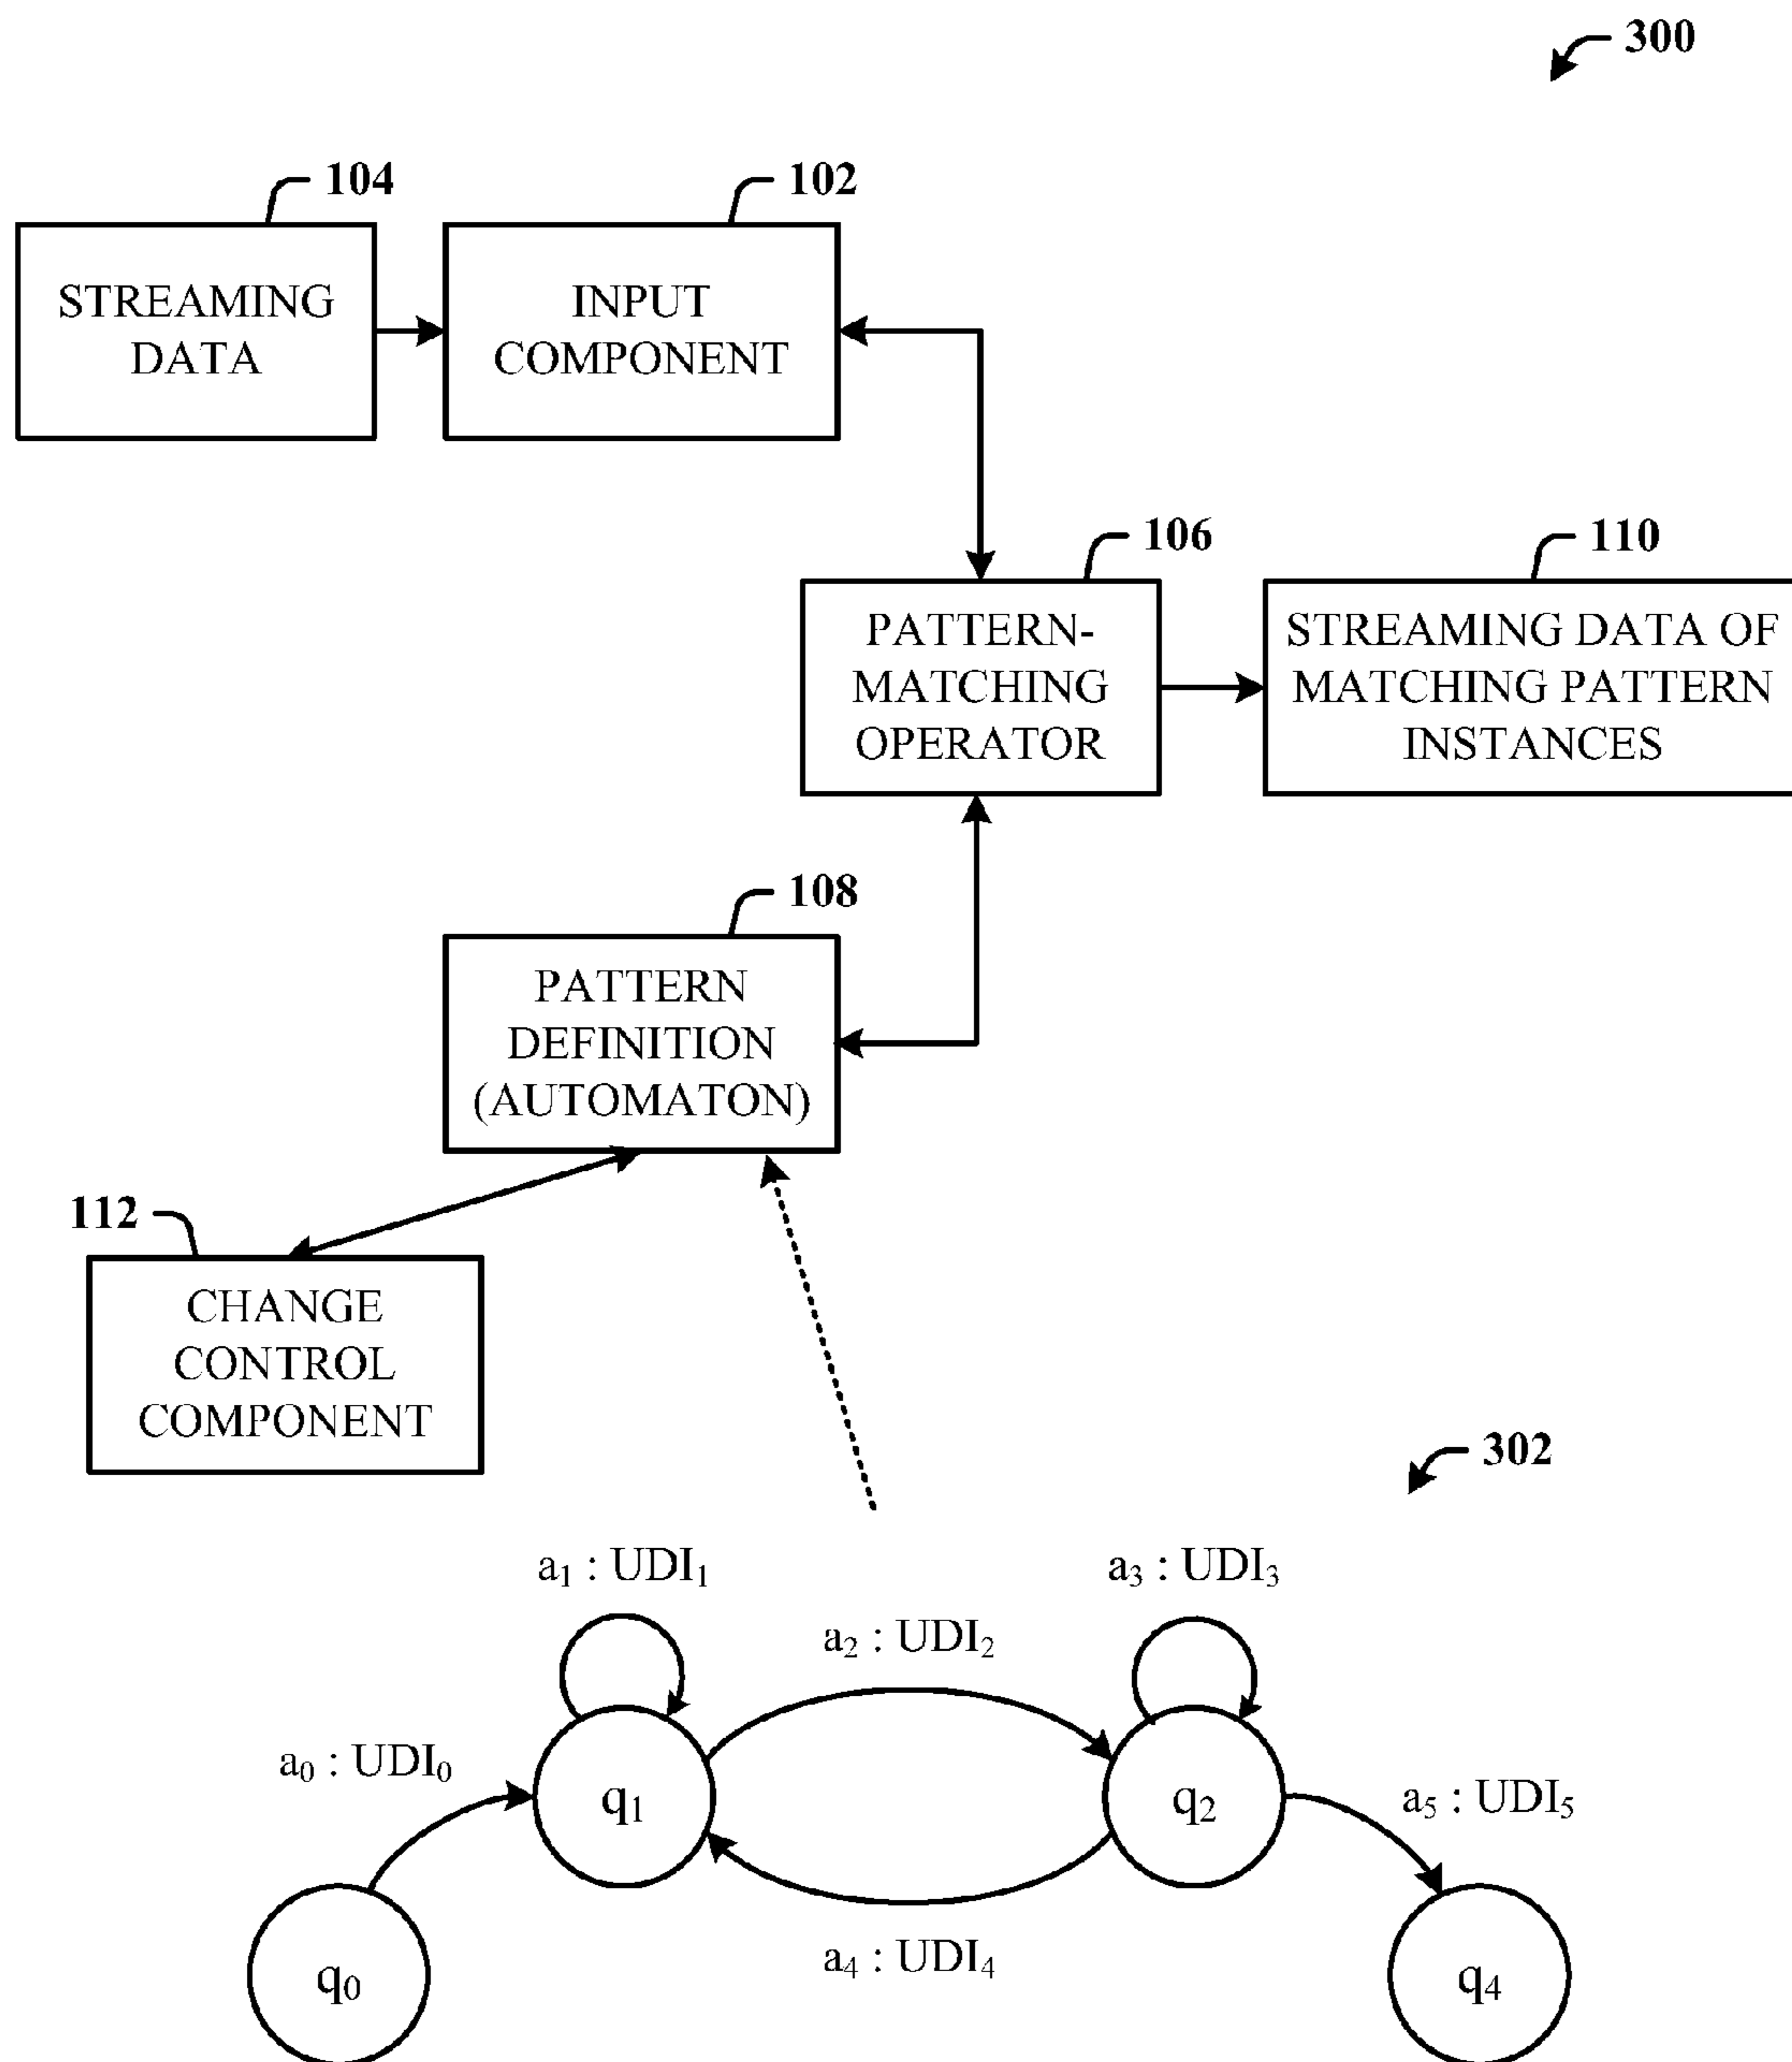 300
104
102
STREAMING
DATA
INPUT
COMPONENT
106
110
PATTERN-
MATCHING
OPERATOR
STREAMING DATA OF
MATCHING PATTERN
INSTANCES
108
PATTERN
DEFINITION
(AUTOMATON)
112
CHANGE
CONTROL
COMPONENT
302
a₁ : UDI₁
a₃ : UDI₃
a₂ : UDI₂
a₀ : UDI₀
q₁
q₂
a₅ : UDI₅
a₄ : UDI₄
q₀
q₄